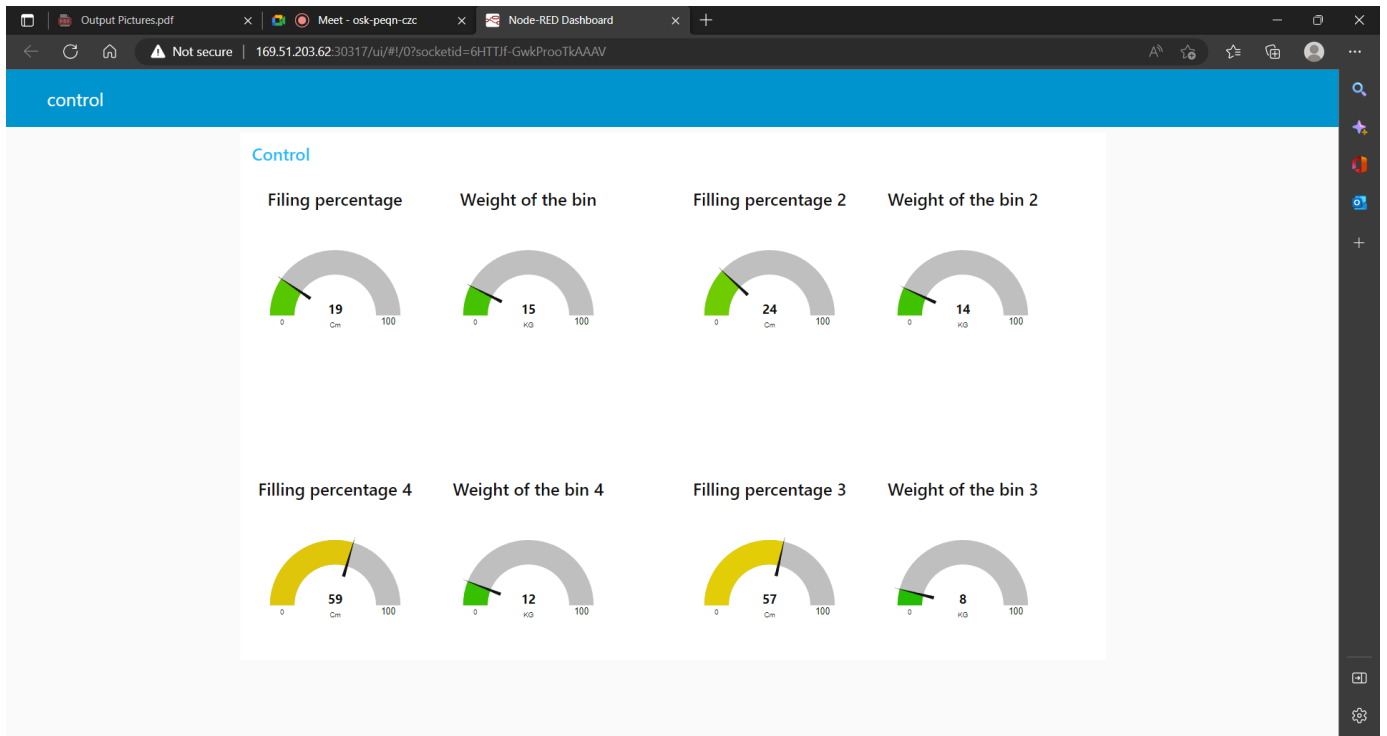 Output Pictures.pdf
Meet - osk-peqn-czc
Node-RED Dashboard
Not secure | 169.51.203.62:30317/ui/#!/0?socketid=6HTTJf-GwkProoTkAAAV
control
Control
Filing percentage
Weight of the bin
Filling percentage 2
Weight of the bin 2
19
0 Cm 100
15
0 KG 100
24
0 Cm 100
14
0 KG 100
Filling percentage 4
Weight of the bin 4
Filling percentage 3
Weight of the bin 3
59
0 Cm 100
12
0 KG 100
57
0 Cm 100
8
0 KG 100